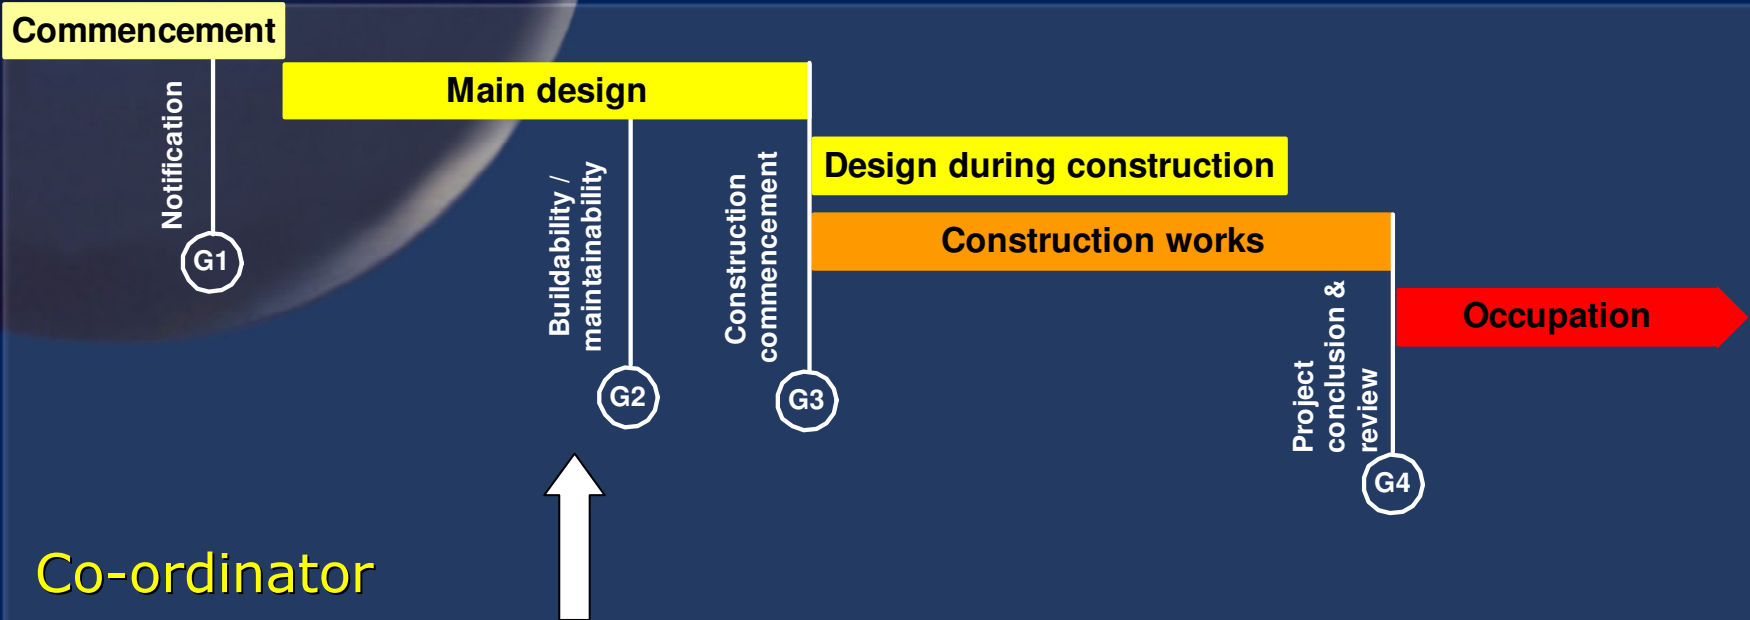 Commencement
Notification
G1
Main design
Buildability /
maintainability
G2
Construction
commencement
G3
Design during construction
Construction works
Project
conclusion &
review
G4
Occupation
Co-ordinator